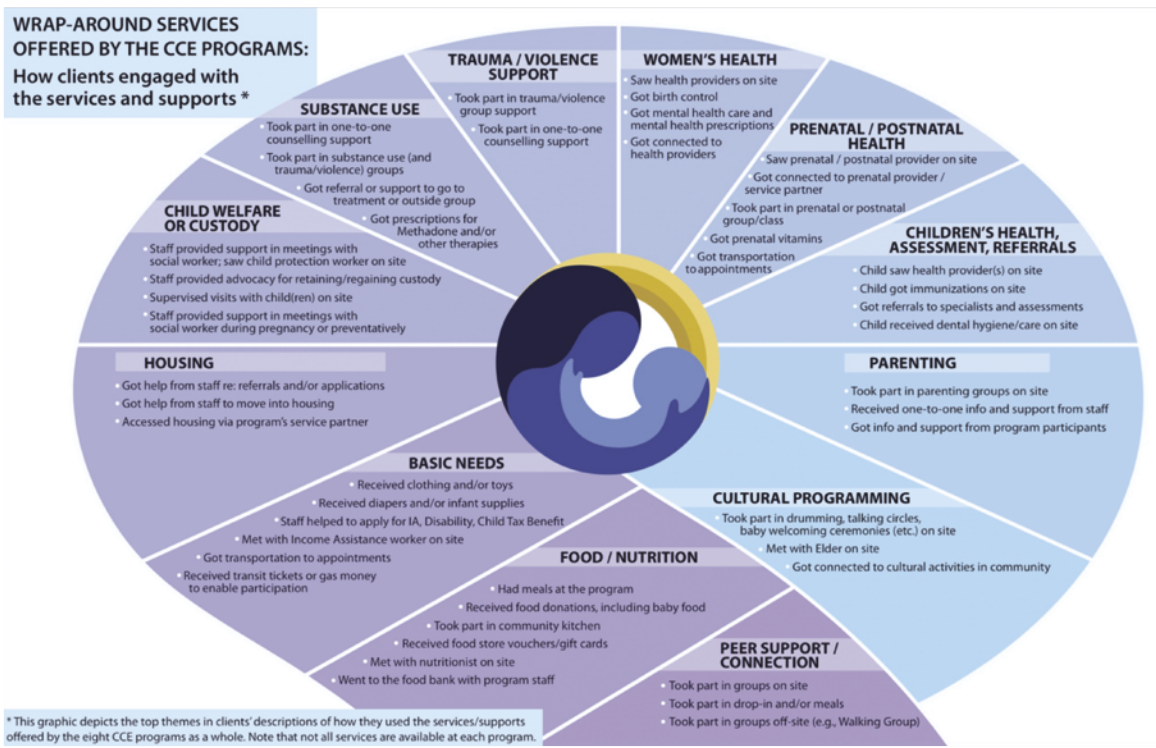 WRAP-AROUND SERVICES
OFFERED BY THE CCE PROGRAMS:
How clients engaged with
the services and supports *
TRAUMA / VIOLENCE
SUPPORT
• Took part in trauma/violence
group support
• Took part in one-to-one
counselling support
WOMEN'S HEALTH
• Saw health providers on site
• Got birth control
• Got mental health care and
mental health prescriptions
• Got connected to
health providers
SUBSTANCE USE
• Took part in one-to-one
counselling support
• Took part in substance use (and
trauma/violence) groups
• Got referral or support to go to
treatment or outside group
• Got prescriptions for
Methadone and/or
other therapies
PRENATAL / POSTNATAL
HEALTH
• Saw prenatal / postnatal provider on site
• Got connected to prenatal provider /
service partner
• Took part in prenatal or postnatal
group/class
• Got prenatal vitamins
• Got transportation
to appointments
CHILD WELFARE
OR CUSTODY
• Staff provided support in meetings with
social worker; saw child protection worker on site
• Staff provided advocacy for retaining/regaining custody
• Supervised visits with child(ren) on site
• Staff provided support in meetings with
social worker during pregnancy or preventatively
CHILDREN'S HEALTH,
ASSESSMENT, REFERRALS
• Child saw health provider(s) on site
• Child got immunizations on site
• Got referrals to specialists and assessments
• Child received dental hygiene/care on site
HOUSING
• Got help from staff re: referrals and/or applications
• Got help from staff to move into housing
• Accessed housing via program's service partner
PARENTING
• Took part in parenting groups on site
• Received one-to-one info and support from staff
• Got info and support from program participants
BASIC NEEDS
• Received clothing and/or toys
• Received diapers and/or infant supplies
• Staff helped to apply for IA, Disability, Child Tax Benefit
• Met with Income Assistance worker on site
• Got transportation to appointments
• Received transit tickets or gas money
to enable participation
CULTURAL PROGRAMMING
• Took part in drumming, talking circles,
baby welcoming ceremonies (etc.) on site
• Met with Elder on site
• Got connected to cultural activities in community
FOOD / NUTRITION
• Had meals at the program
• Received food donations, including baby food
• Took part in community kitchen
• Received food store vouchers/gift cards
• Met with nutritionist on site
• Went to the food bank with program staff
PEER SUPPORT /
CONNECTION
• Took part in groups on site
• Took part in drop-in and/or meals
• Took part in groups off-site (e.g., Walking Group)
* This graphic depicts the top themes in clients' descriptions of how they used the services/supports
offered by the eight CCE programs as a whole. Note that not all services are available at each program.